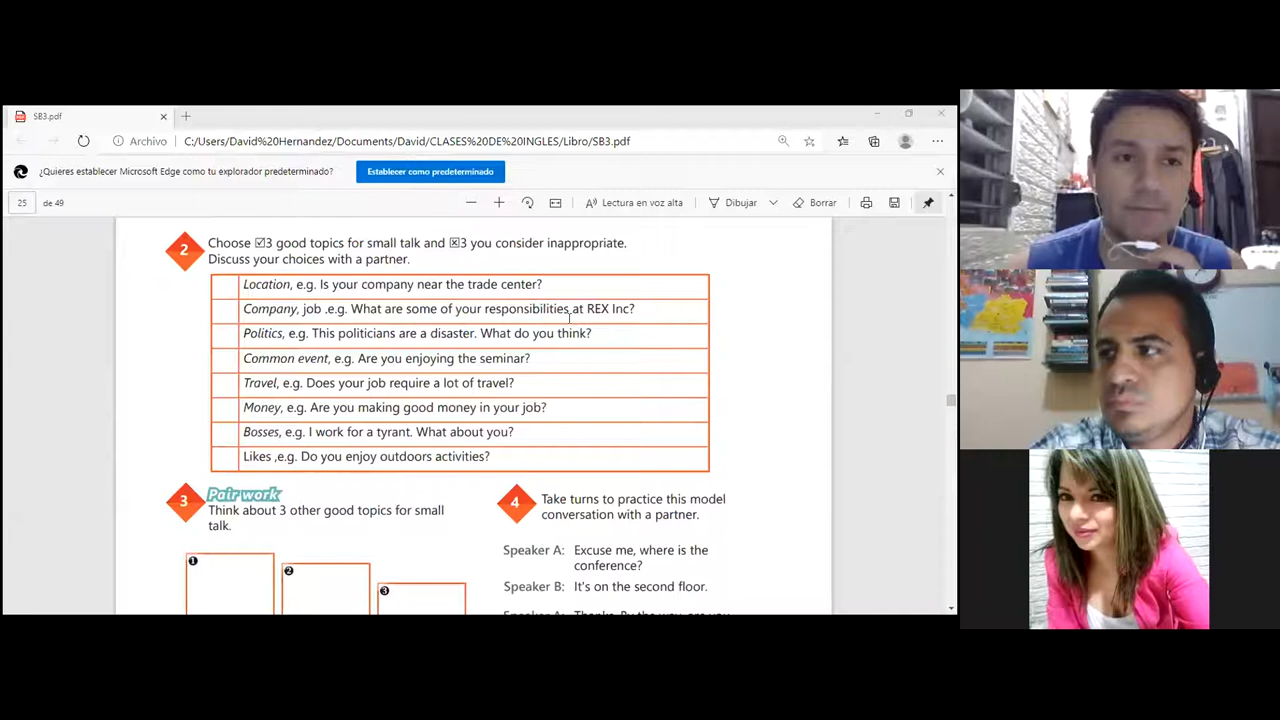 SB3.pdf
Archivo C:/Users/David%20Hernandez/Documents/David/CLASES%20DE%20INGLES/Libro/SB3.pdf
¿Quieres establecer Microsoft Edge como tu explorador predeterminado? Establecer como predeterminado
25 de 49 Lectura en voz alta Dibujar Borrar
2 Choose ☑3 good topics for small talk and ☒3 you consider inappropriate.
Discuss your choices with a partner.
Location, e.g. Is your company near the trade center?
Company, job .e.g. What are some of your responsibilities at REX Inc?
Politics, e.g. This politicians are a disaster. What do you think?
Common event, e.g. Are you enjoying the seminar?
Travel, e.g. Does your job require a lot of travel?
Money, e.g. Are you making good money in your job?
Bosses, e.g. I work for a tyrant. What about you?
Likes ,e.g. Do you enjoy outdoors activities?
3 Pair work
Think about 3 other good topics for small
talk.
1
2
3
4 Take turns to practice this model
conversation with a partner.
Speaker A: Excuse me, where is the
conference?
Speaker B: It's on the second floor.
Speaker A: Thanks. By the way, are you